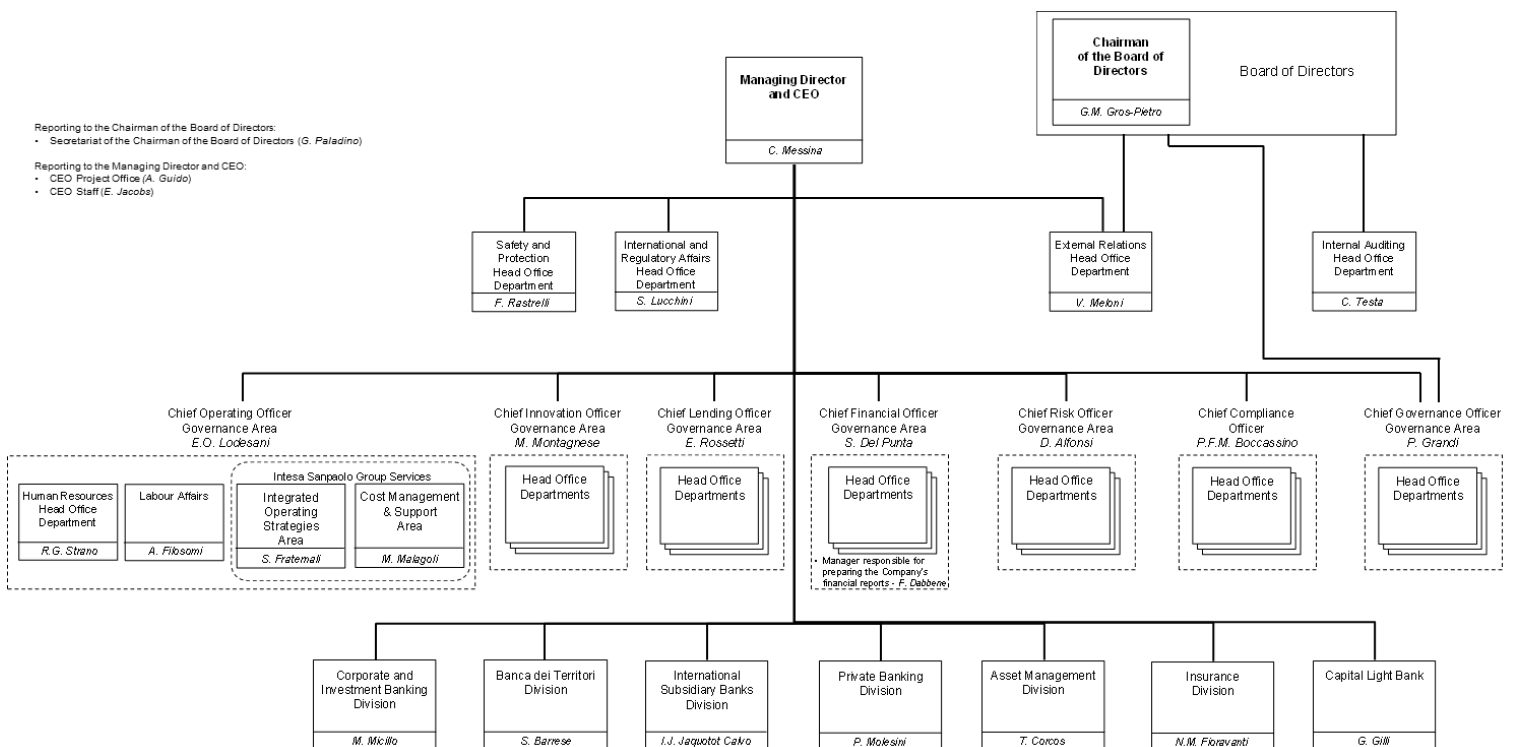 Chairman
of the Board of
Directors
G.M. Gros-Pietro
Board of Directors
Managing Director
and CEO
C. Messina
Reporting to the Chairman of the Board of Directors:
• Secretariat of the Chairman of the Board of Directors (G. Paladino)
Reporting to the Managing Director and CEO:
• CEO Project Office (A. Guido)
• CEO Staff (E. Jacobs)
Safety and
Protection
Head Office
Department
F. Rastrelli
International and
Regulatory Affairs
Head Office
Department
S. Lucchini
External Relations
Head Office
Department
V. Meloni
Internal Auditing
Head Office
Department
C. Testa
Chief Operating Officer
Governance Area
E.O. Lodesani
Chief Innovation Officer
Governance Area
M. Montagnese
Chief Lending Officer
Governance Area
E. Rossetti
Chief Financial Officer
Governance Area
S. Del Punta
Chief Risk Officer
Governance Area
D. Alfonsi
Chief Compliance
Officer
P.F.M. Boccassino
Chief Governance Officer
Governance Area
P. Grandi
Human Resources
Head Office
Department
R.G. Strano
Labour Affairs
A. Filosomi
Intesa Sanpaolo Group Services
Integrated
Operating
Strategies
Area
S. Fraternali
Cost Management
& Support
Area
M. Malagoli
Head Office
Departments
Head Office
Departments
Head Office
Departments
• Manager responsible for
preparing the Company's
financial reports - F. Dabbene
Head Office
Departments
Head Office
Departments
Head Office
Departments
Corporate and
Investment Banking
Division
M. Micillo
Banca dei Territori
Division
S. Barrese
International
Subsidiary Banks
Division
I.J. Jaquotot Calvo
Private Banking
Division
P. Molesini
Asset Management
Division
T. Corcos
Insurance
Division
N.M. Fioravanti
Capital Light Bank
G. Gilli